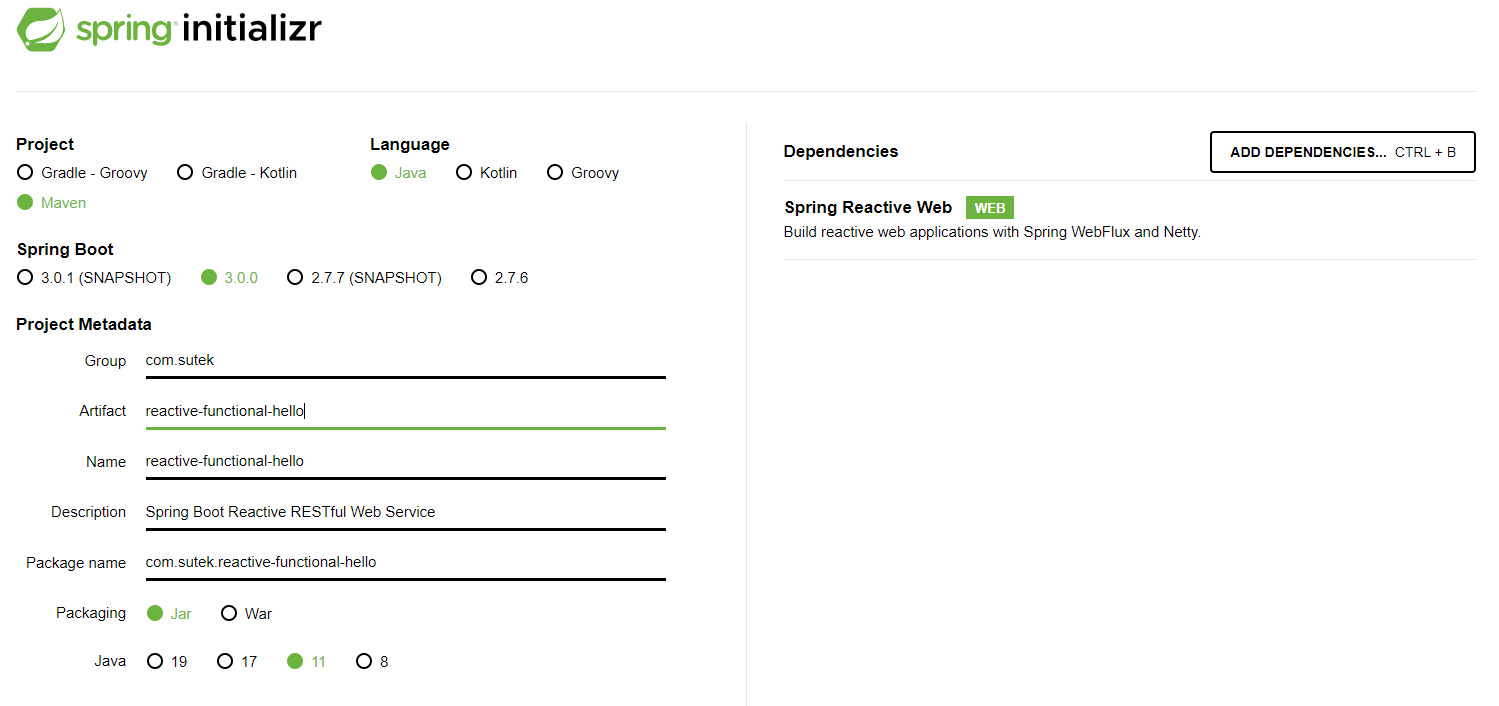 spring initializr
Project
Gradle - Groovy Gradle - Kotlin
Maven
Language
Java Kotlin Groovy
Spring Boot
3.0.1 (SNAPSHOT) 3.0.0 2.7.7 (SNAPSHOT) 2.7.6
Project Metadata
Group com.sutek
Artifact reactive-functional-hello
Name reactive-functional-hello
Description Spring Boot Reactive RESTful Web Service
Package name com.sutek.reactive-functional-hello
Packaging Jar War
Java 19 17 11 8
Dependencies ADD DEPENDENCIES... CTRL + B
Spring Reactive Web WEB
Build reactive web applications with Spring WebFlux and Netty.